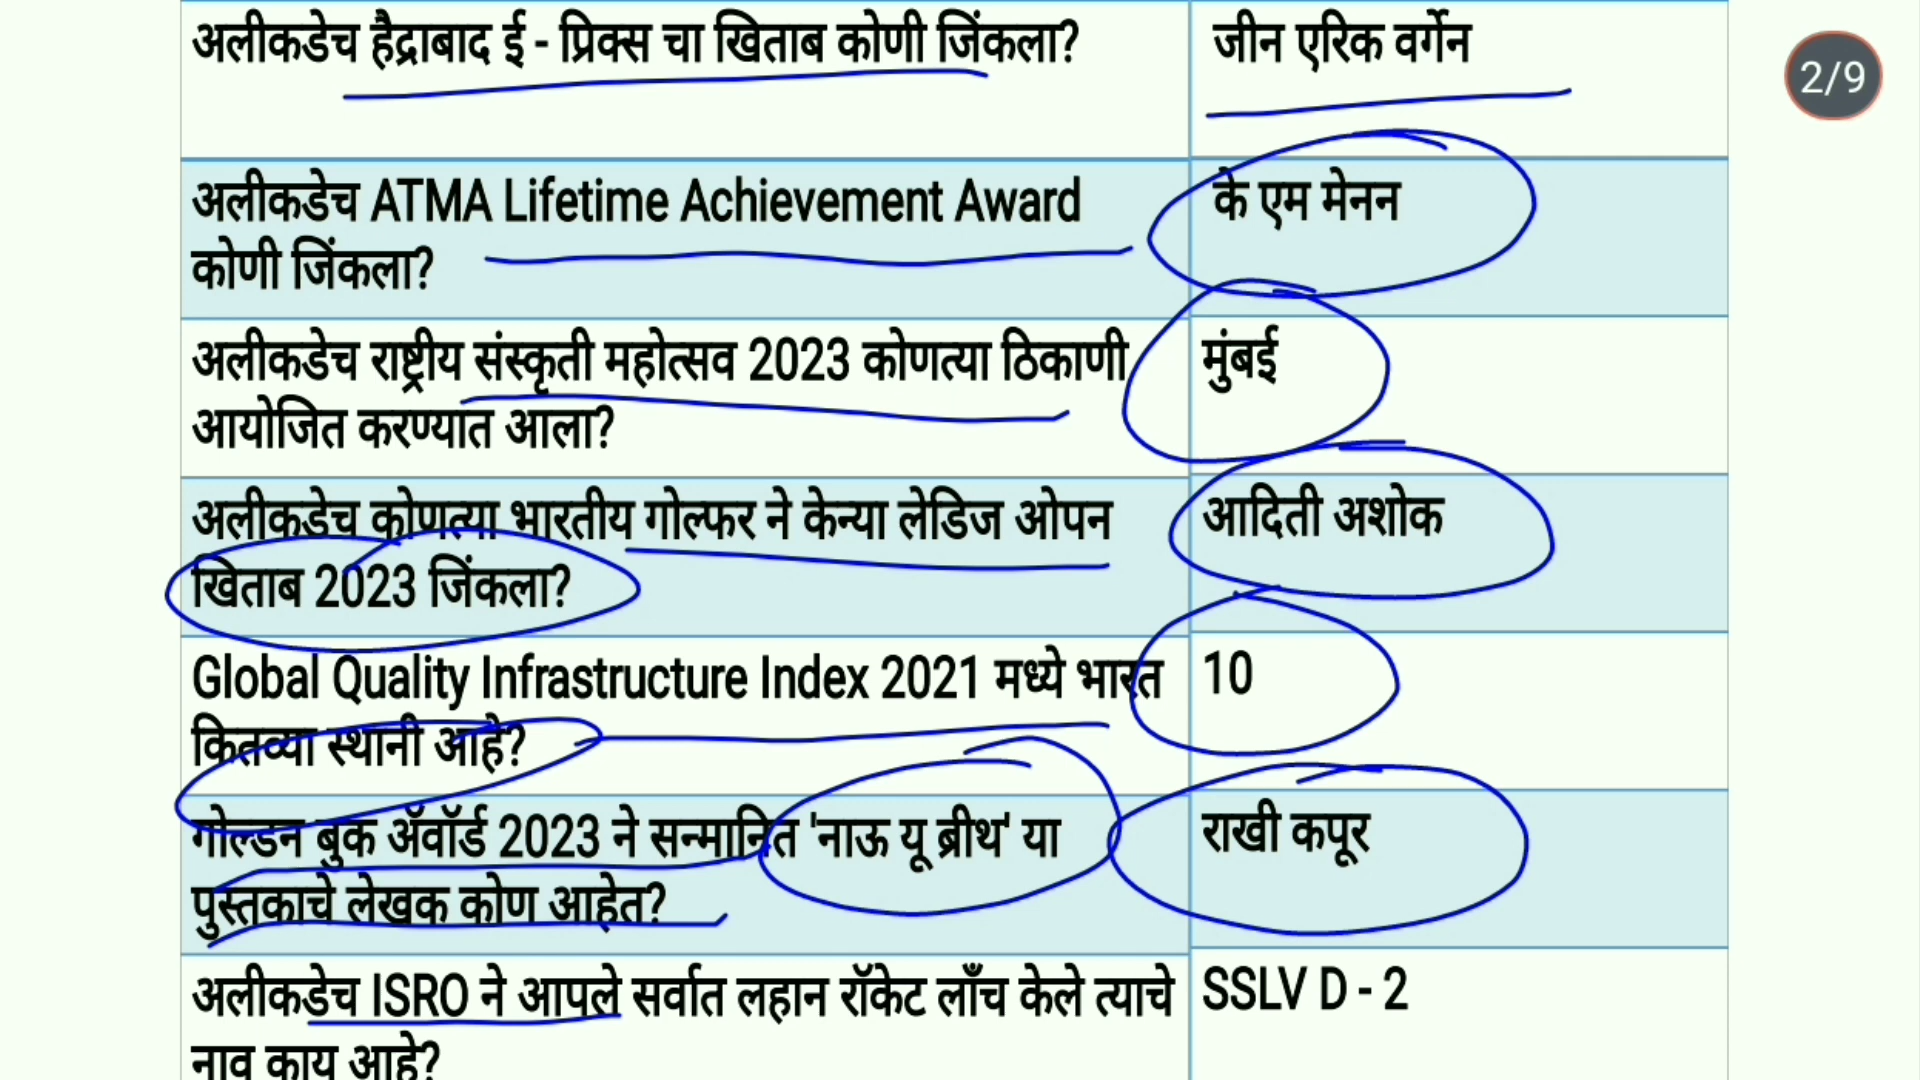 अलीकडेच हैद्राबाद ई - प्रिक्स चा खिताब कोणी जिंकला?
जीन एरिक वर्गेन
2/9
अलीकडेच ATMA Lifetime Achievement Award
कोणी जिंकला?
के एम मेनन
अलीकडेच राष्ट्रीय संस्कृती महोत्सव 2023 कोणत्या ठिकाणी
आयोजित करण्यात आला?
मुंबई
अलीकडेच कोणत्या भारतीय गोल्फर ने केन्या लेडिज ओपन
खिताब 2023 जिंकला?
आदिती अशोक
Global Quality Infrastructure Index 2021 मध्ये भारत
कितव्या स्थानी आहे?
10
गोल्डन बुक ॲवॉर्ड 2023 ने सन्मानित 'नाऊ यू ब्रीथ' या
पुस्तकाचे लेखक कोण आहेत?
राखी कपूर
अलीकडेच ISRO ने आपले सर्वात लहान रॉकेट लाँच केले त्याचे
नाव काय आहे?
SSLV D - 2